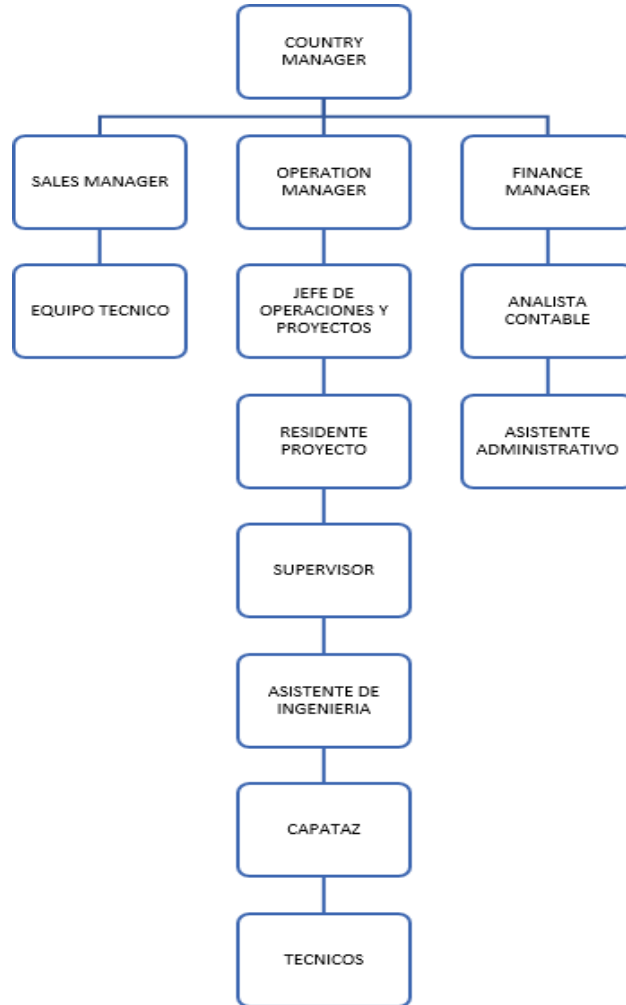 COUNTRY
MANAGER
SALES MANAGER
OPERATION
MANAGER
FINANCE
MANAGER
EQUIPO TECNICO
JEFE DE
OPERACIONES Y
PROYECTOS
ANALISTA
CONTABLE
RESIDENTE
PROYECTO
ASISTENTE
ADMINISTRATIVO
SUPERVISOR
ASISTENTE DE
INGENIERIA
CAPATAZ
TECNICOS